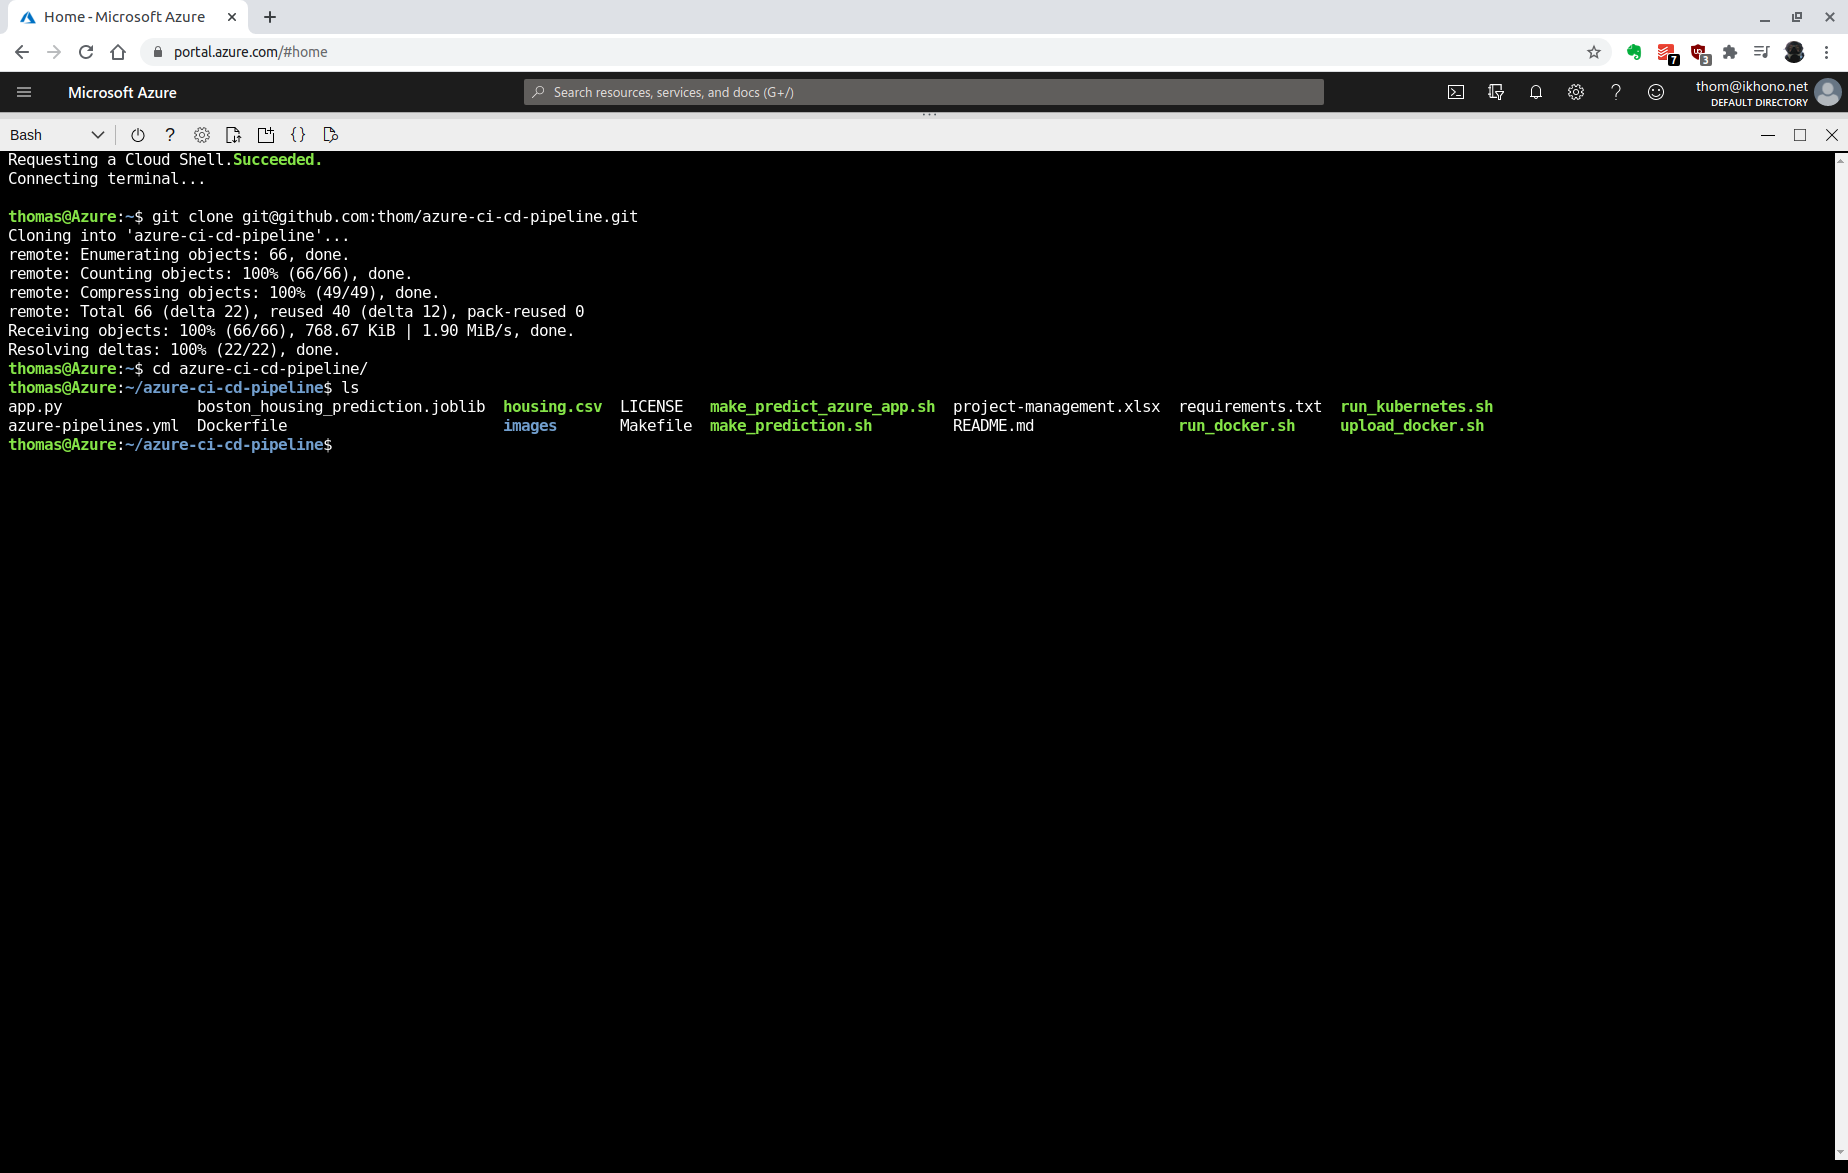 Home - Microsoft Azure
portal.azure.com/#home
7
3
Microsoft Azure
Search resources, services, and docs (G+/)
thom@ikhono.net
DEFAULT DIRECTORY
Bash
Requesting a Cloud Shell.Succeeded.
Connecting terminal...
thomas@Azure:~$ git clone git@github.com:thom/azure-ci-cd-pipeline.git
Cloning into 'azure-ci-cd-pipeline'...
remote: Enumerating objects: 66, done.
remote: Counting objects: 100% (66/66), done.
remote: Compressing objects: 100% (49/49), done.
remote: Total 66 (delta 22), reused 40 (delta 12), pack-reused 0
Receiving objects: 100% (66/66), 768.67 KiB | 1.90 MiB/s, done.
Resolving deltas: 100% (22/22), done.
thomas@Azure:~$ cd azure-ci-cd-pipeline/
thomas@Azure:~/azure-ci-cd-pipeline$ ls
app.py boston_housing_prediction.joblib housing.csv LICENSE make_predict_azure_app.sh project-management.xlsx requirements.txt run_kubernetes.sh
azure-pipelines.yml Dockerfile images Makefile make_prediction.sh README.md run_docker.sh upload_docker.sh
thomas@Azure:~/azure-ci-cd-pipeline$